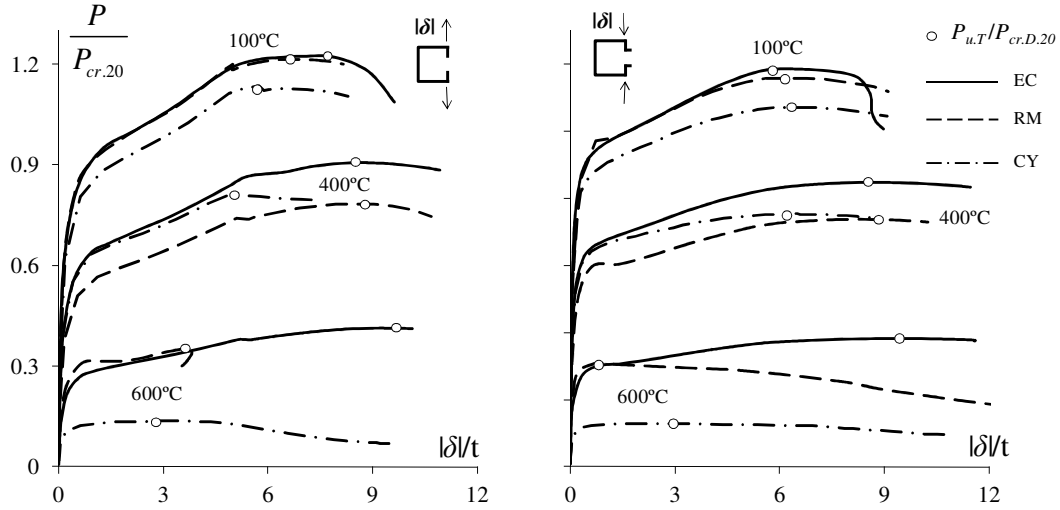 P
P_cr.20
|δ|
100ºC
400ºC
600ºC
1.2
0.9
0.6
0.3
0
0 3 6 9 12
|δ|/t
|δ|
100ºC
400ºC
600ºC
0 3 6 9 12
|δ|/t
P_u.T/P_cr.D.20
EC
RM
CY